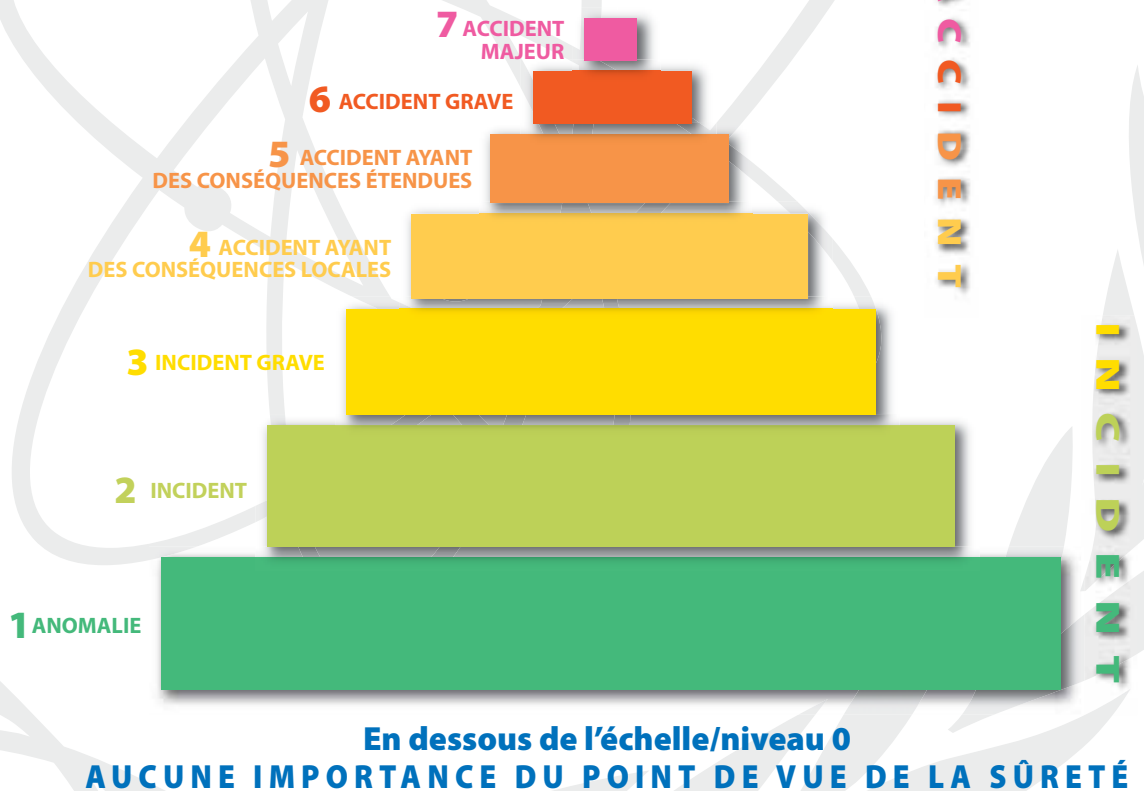 7 ACCIDENT
MAJEUR
6 ACCIDENT GRAVE
5 ACCIDENT AYANT
DES CONSÉQUENCES ÉTENDUES
4 ACCIDENT AYANT
DES CONSÉQUENCES LOCALES
3 INCIDENT GRAVE
2 INCIDENT
1 ANOMALIE
ACCIDENT
INCIDENT
En dessous de l’échelle/niveau 0
AUCUNE IMPORTANCE DU POINT DE VUE DE LA SÛRETÉ